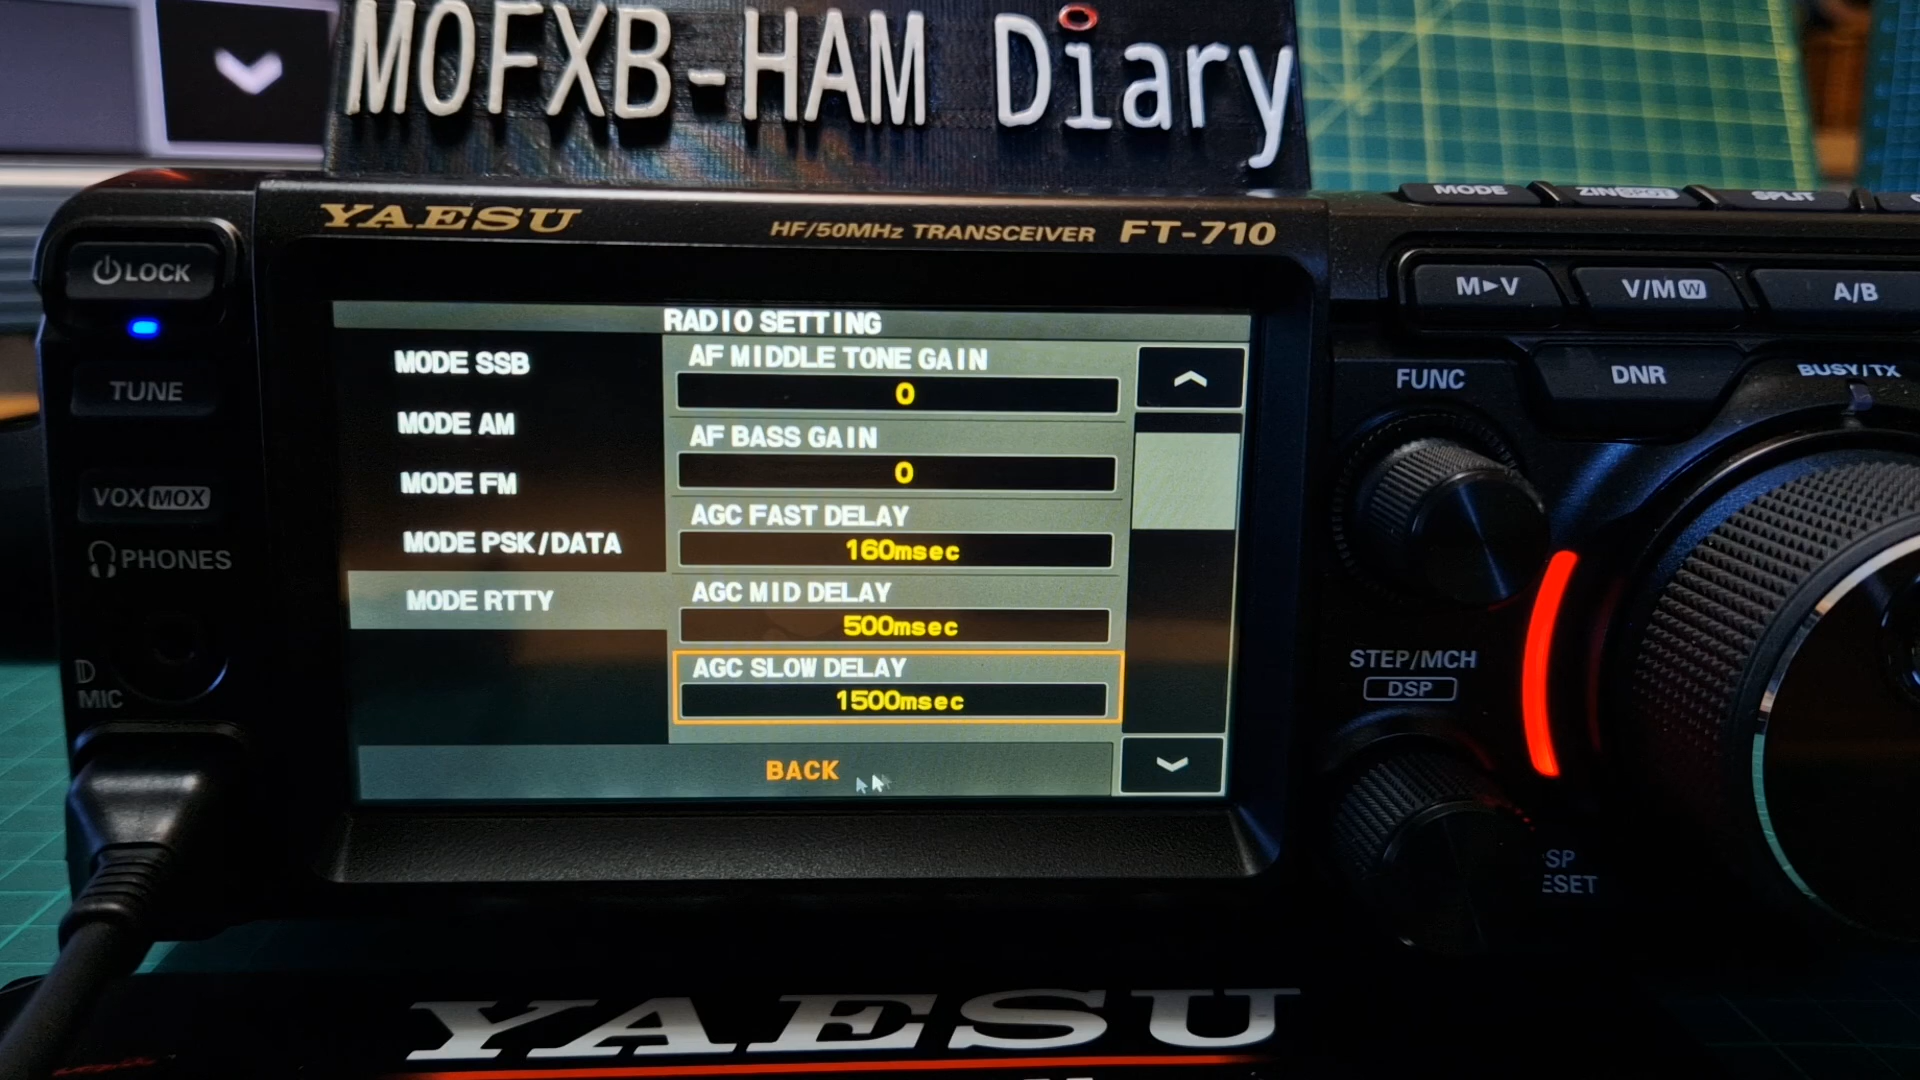 M0FXB-HAM Diary
YAESU
HF/50MHz TRANSCEIVER FT-710
MODE
SPLIT
LOCK
M►V
V/M W
A/B
TUNE
FUNC
DNR
BUSY/TX
VOX MOX
PHONES
MIC
STEP/MCH
DSP
RADIO SETTING
MODE SSB
MODE AM
MODE FM
MODE PSK/DATA
MODE RTTY
AF MIDDLE TONE GAIN
0
AF BASS GAIN
0
AGC FAST DELAY
160msec
AGC MID DELAY
500msec
AGC SLOW DELAY
1500msec
BACK
YAESU